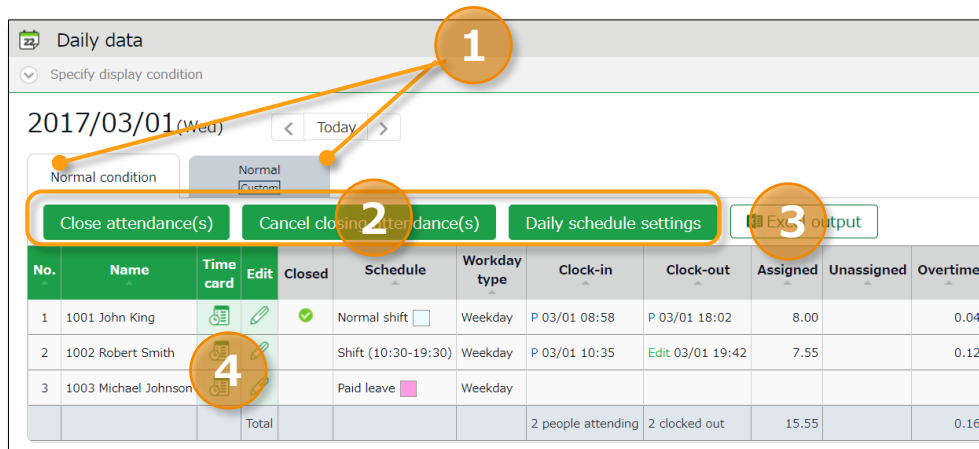 22
Daily data
1
Specify display condition
2017/03/01(Wed)
Today
Normal condition
Normal
Custom
Close attendance(s)
Cancel closing attendance(s)
2
Daily schedule settings
Excel output
3
No. Name Time card Edit Closed Schedule Workday type Clock-in Clock-out Assigned Unassigned Overtime
1 1001 John King Normal shift Weekday P 03/01 08:58 P 03/01 18:02 8.00 0.04
2 1002 Robert Smith Shift (10:30-19:30) Weekday P 03/01 10:35 Edit 03/01 19:42 7.55 0.12
4
3 1003 Michael Johnson Paid leave Weekday
Total 2 people attending 2 clocked out 15.55 0.16